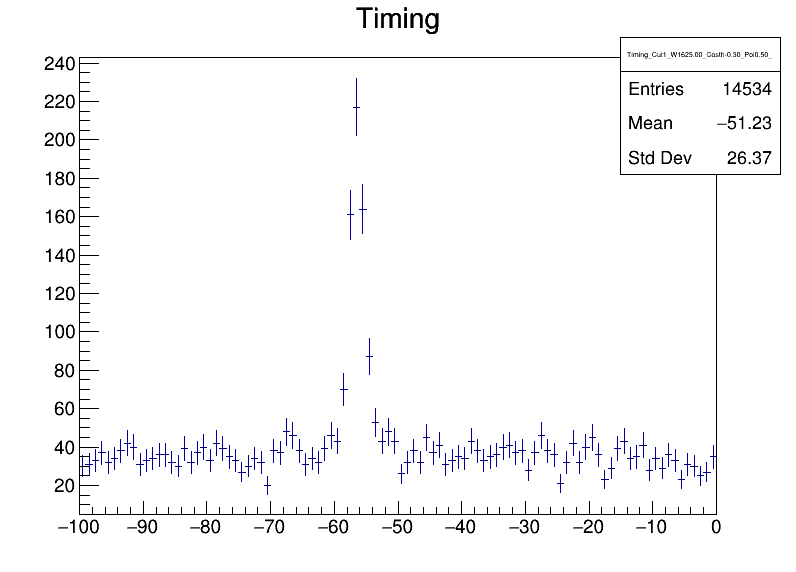 Timing
Timing_Cut1_W1625.00_Costh-0.30_Pol0.50_
Entries 14534
Mean −51.23
Std Dev 26.37
240
220
200
180
160
140
120
100
80
60
40
20
−100 −90 −80 −70 −60 −50 −40 −30 −20 −10 0